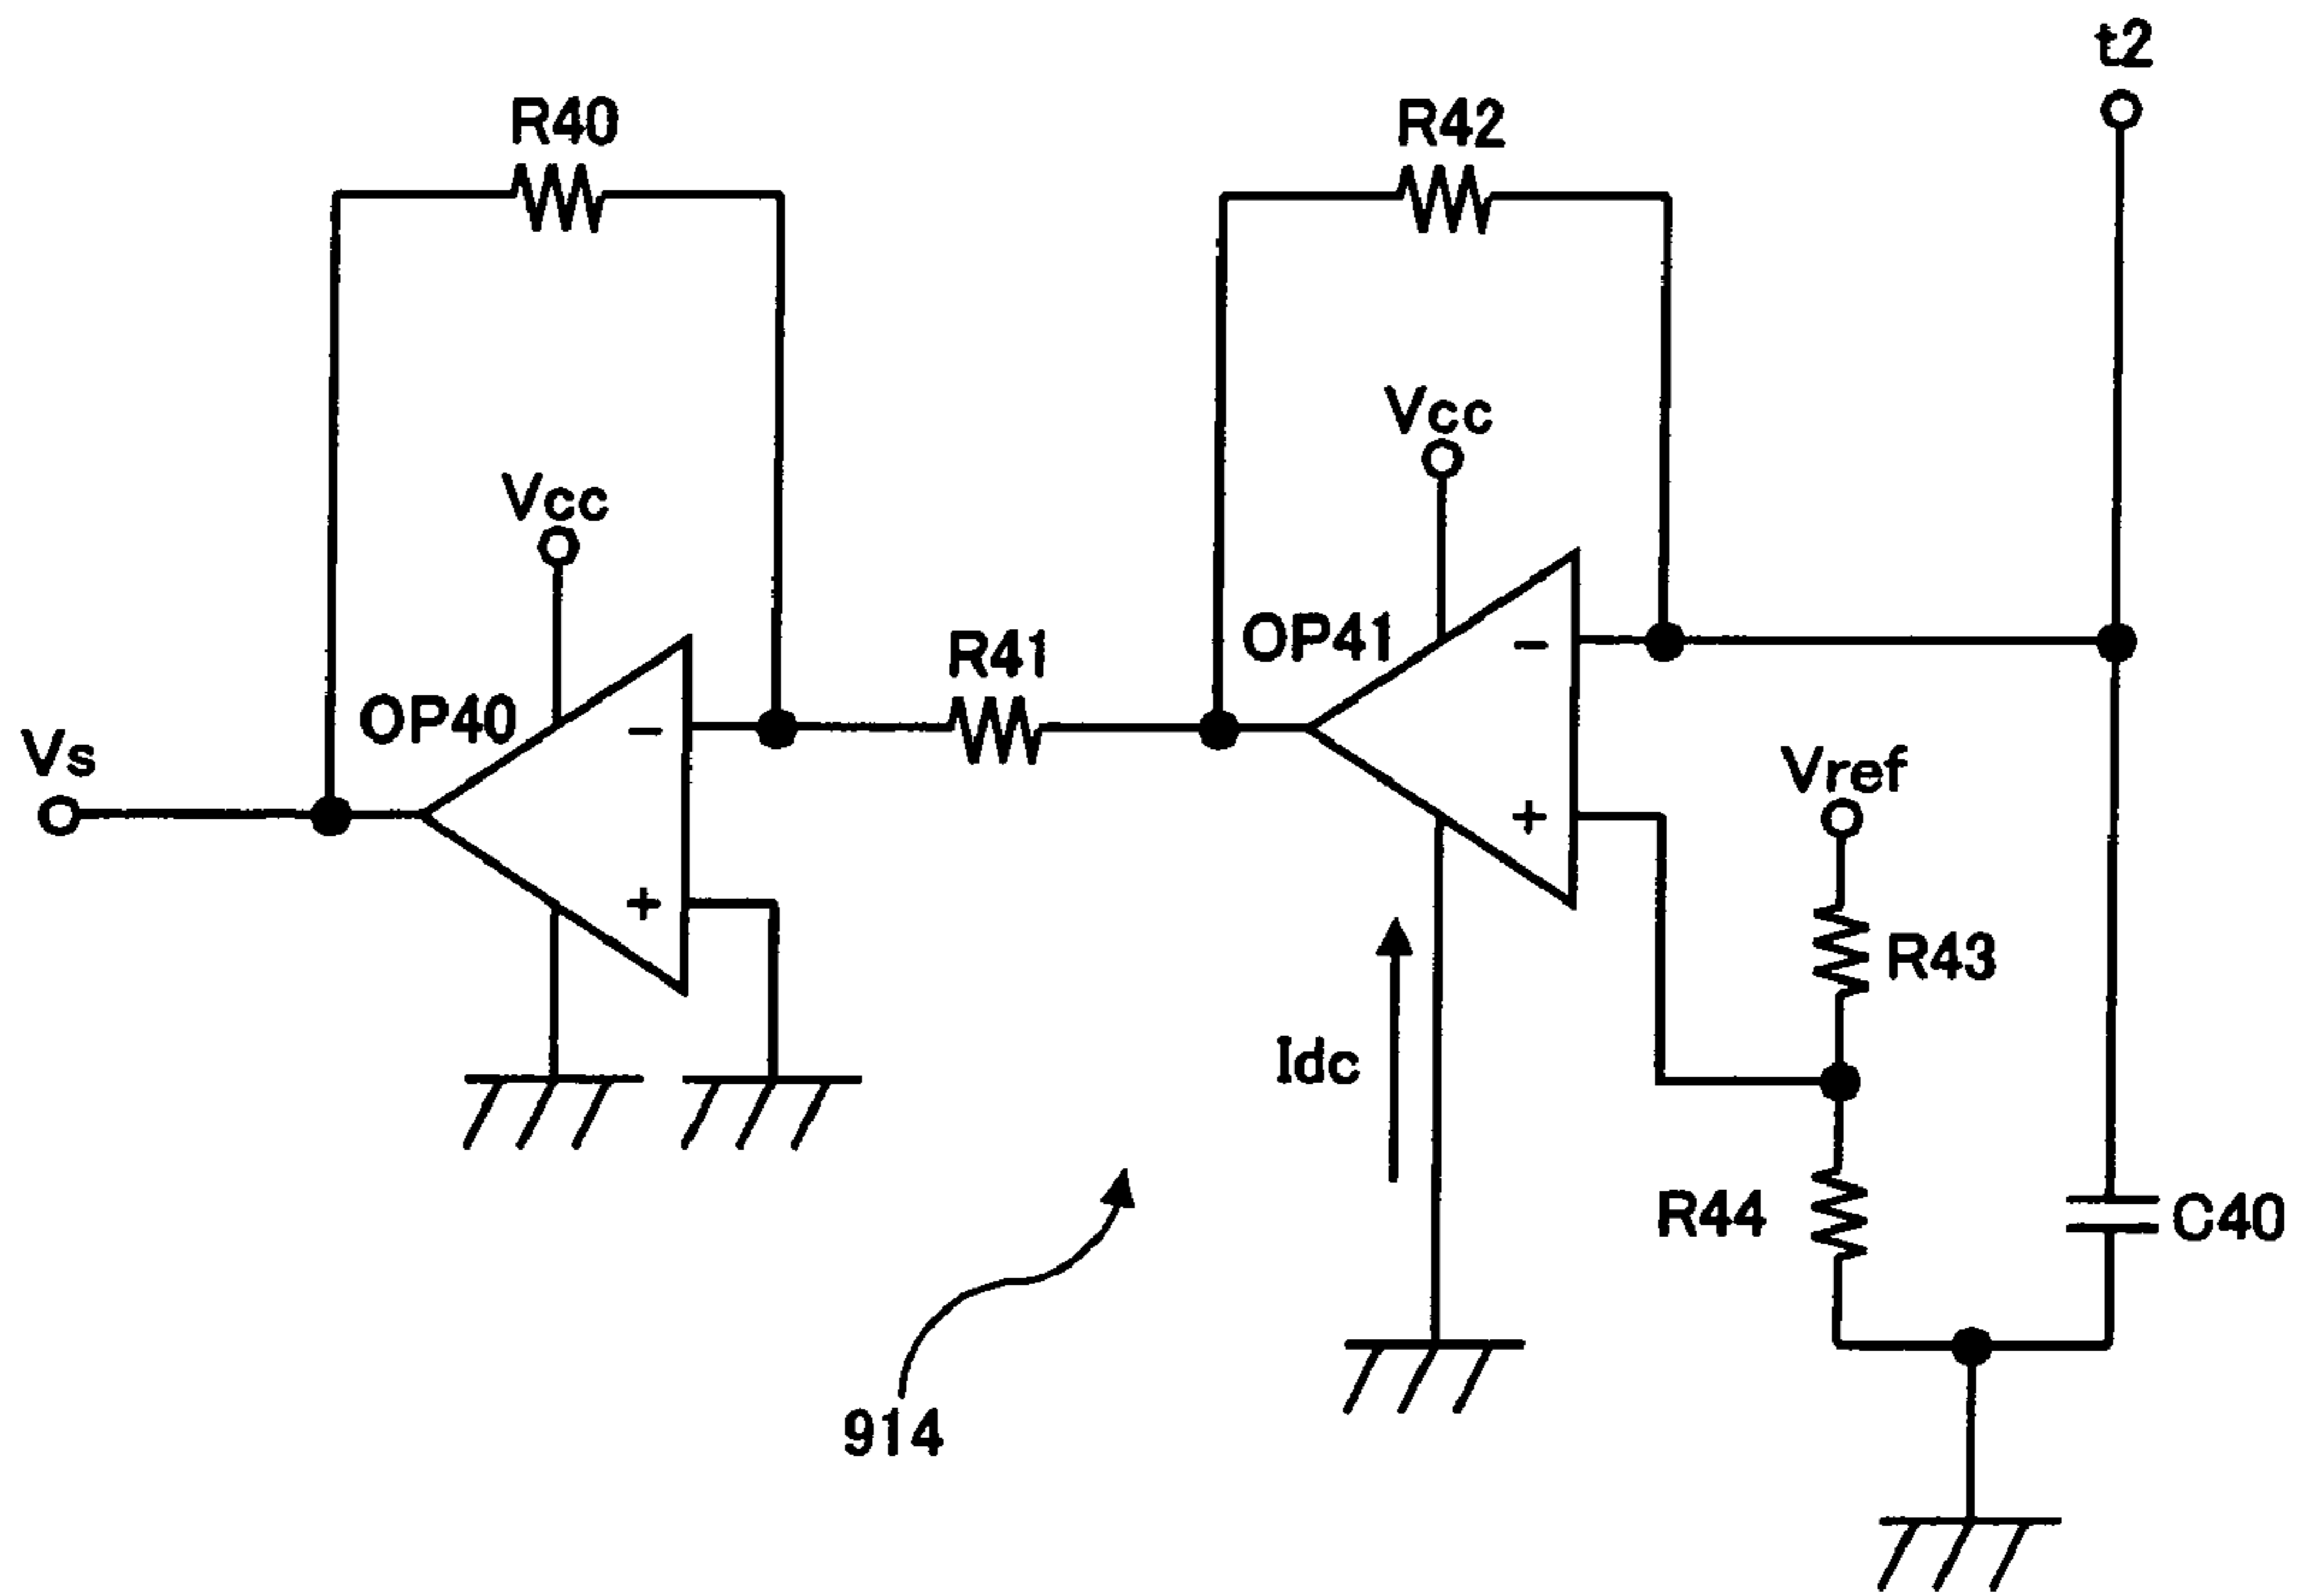 t2
R40
R42
Vcc
Vcc
OP41
−
R41
OP40
−
Vs
Vref
+
+
R43
Idc
R44
C40
914